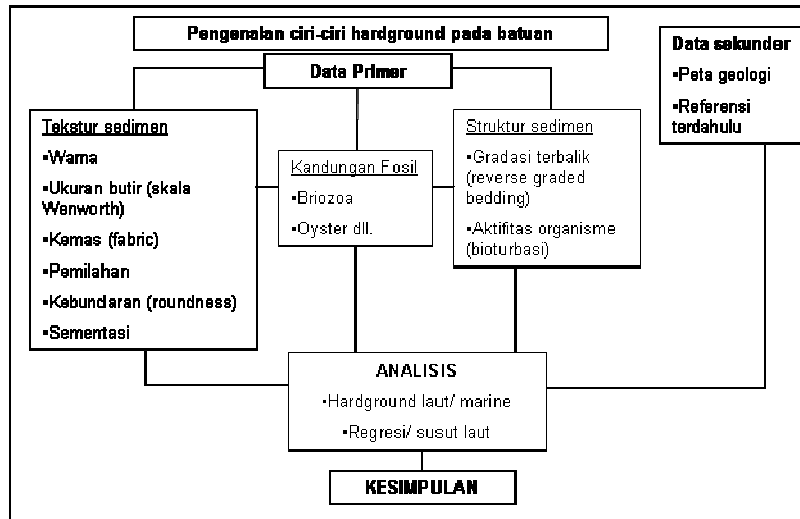 Pengenalan ciri-ciri hardground pada batuan
Data Primer
Data sekunder
▪Peta geologi
▪Referensi
terdahulu
Tekstur sedimen
▪Warna
▪Ukuran butir (skala
Wenworth)
▪Kemas (fabric)
▪Pemilahan
▪Kebundaran (roundness)
▪Sementasi
Kandungan Fosil
▪Briozoa
▪Oyster dll.
Struktur sedimen
▪Gradasi terbalik
(reverse graded
bedding)
▪Aktifitas organisme
(bioturbasi)
ANALISIS
▪Hardground laut/ marine
▪Regresi/ susut laut
KESIMPULAN